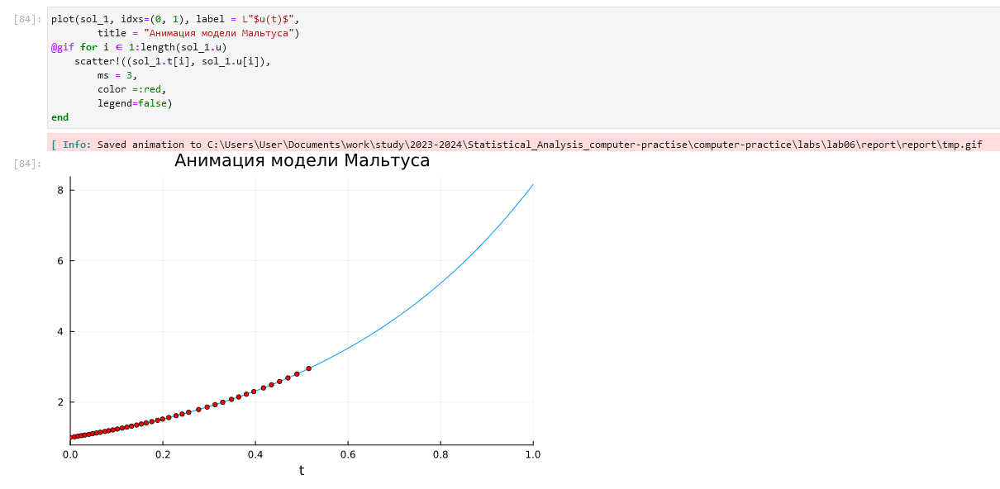 [84]:
plot(sol_1, idxs=(0, 1), label = L"$u(t)$",
title = "Анимация модели Мальтуса")
@gif for i ∈ 1:length(sol_1.u)
scatter!((sol_1.t[i], sol_1.u[i]),
ms = 3,
color =:red,
legend=false)
end
[ Info: Saved animation to C:\Users\User\Documents\work\study\2023-2024\Statistical_Analysis_computer-practise\computer-practice\labs\lab06\report\report\tmp.gif
[84]:
Анимация модели Мальтуса
8
6
4
2
0.0 0.2 0.4 0.6 0.8 1.0
t